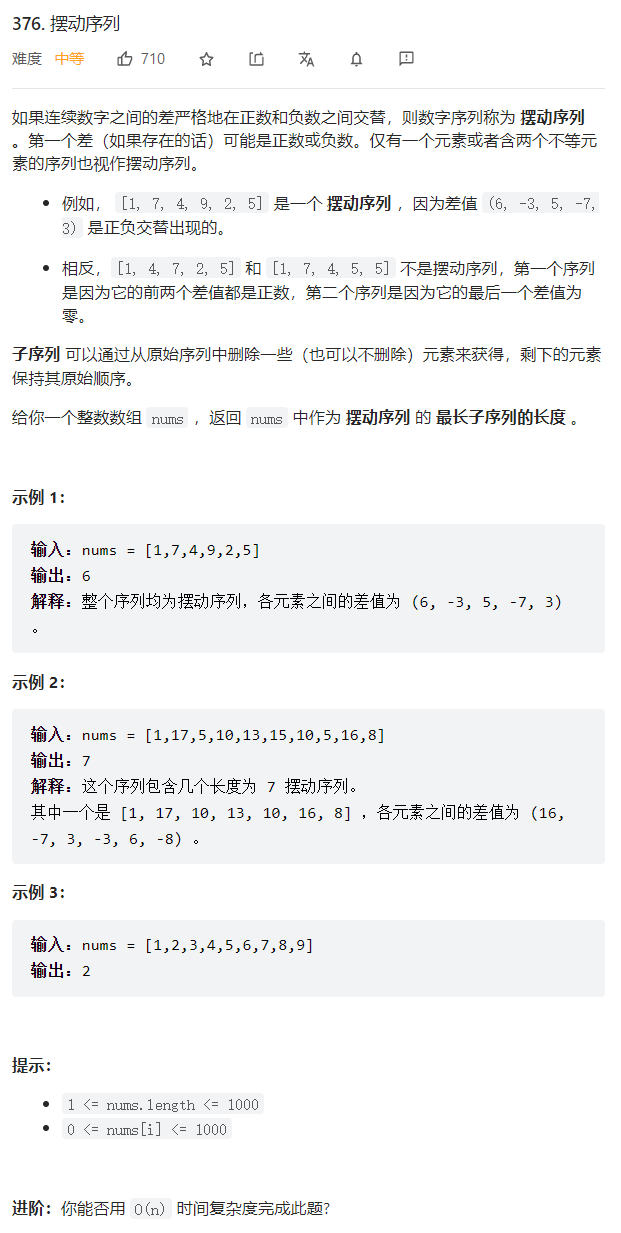 376. 摆动序列
难度 中等 710
如果连续数字之间的差严格地在正数和负数之间交替，则数字序列称为 摆动序列
。第一个差（如果存在的话）可能是正数或负数。仅有一个元素或者含两个不等元
素的序列也视作摆动序列。
例如， [1, 7, 4, 9, 2, 5] 是一个 摆动序列 ，因为差值 (6, -3, 5, -7,
3) 是正负交替出现的。
相反，[1, 4, 7, 2, 5] 和 [1, 7, 4, 5, 5] 不是摆动序列，第一个序列
是因为它的前两个差值都是正数，第二个序列是因为它的最后一个差值为
零。
子序列 可以通过从原始序列中删除一些（也可以不删除）元素来获得，剩下的元素
保持其原始顺序。
给你一个整数数组 nums ，返回 nums 中作为 摆动序列 的 最长子序列的长度 。
示例 1：
输入：nums = [1,7,4,9,2,5]
输出：6
解释：整个序列均为摆动序列，各元素之间的差值为 (6, -3, 5, -7, 3)
。
示例 2：
输入：nums = [1,17,5,10,13,15,10,5,16,8]
输出：7
解释：这个序列包含几个长度为 7 摆动序列。
其中一个是 [1, 17, 10, 13, 10, 16, 8] ，各元素之间的差值为 (16,
-7, 3, -3, 6, -8) 。
示例 3：
输入：nums = [1,2,3,4,5,6,7,8,9]
输出：2
提示：
1 <= nums.length <= 1000
0 <= nums[i] <= 1000
进阶：你能否用 O(n) 时间复杂度完成此题?